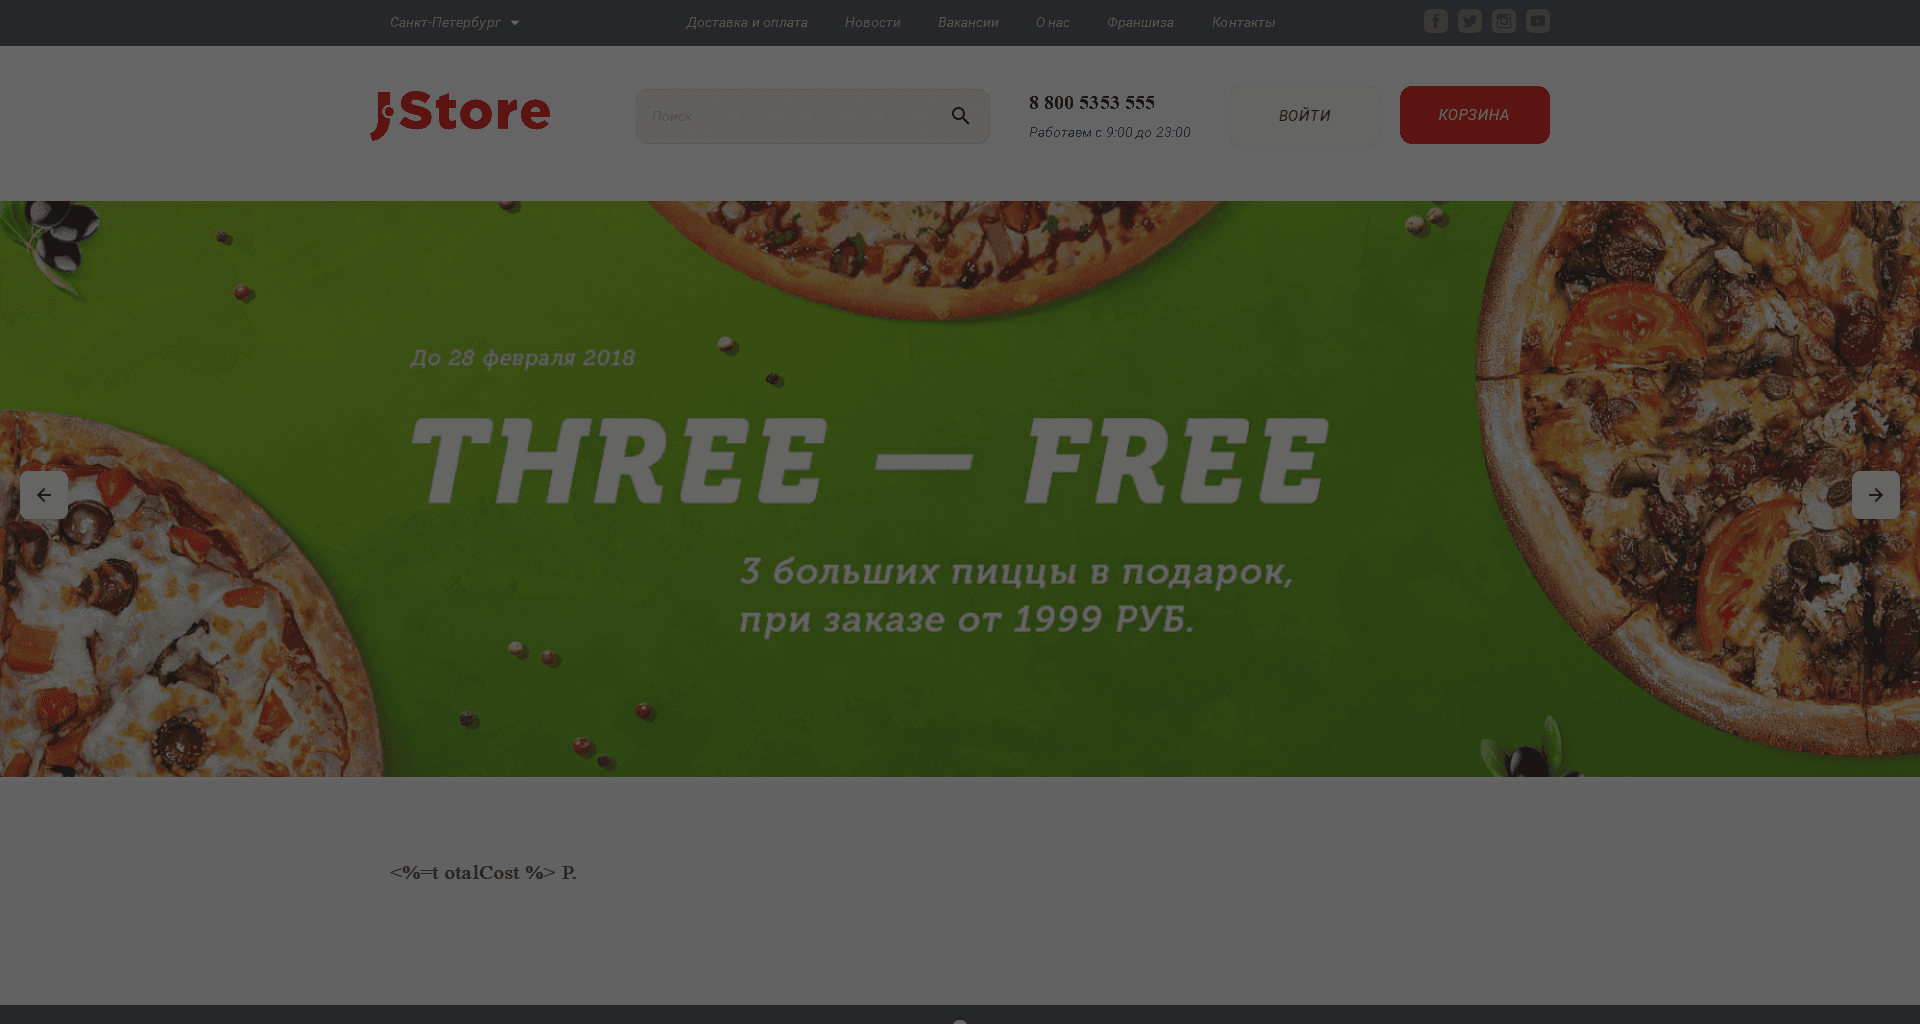 Санкт-Петербург
Доставка и оплата
Новости
Вакансии
О нас
Франшиза
Контакты
JStore
Поиск
8 800 5353 555
Работаем с 9:00 до 23:00
ВОЙТИ
КОРЗИНА
До 28 февраля 2018
THREE — FREE
3 больших пиццы в подарок,
при заказе от 1999 РУБ.
<%=t otalCost %> Р.